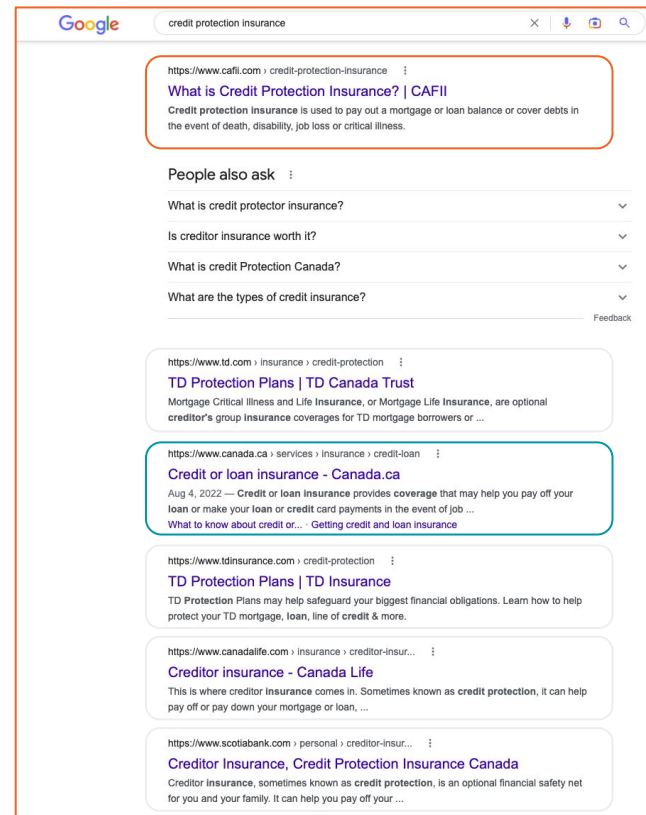 Google
credit protection insurance
https://www.cafii.com › credit-protection-insurance
What is Credit Protection Insurance? | CAFII
Credit protection insurance is used to pay out a mortgage or loan balance or cover debts in
the event of death, disability, job loss or critical illness.
People also ask
What is credit protector insurance?
Is creditor insurance worth it?
What is credit Protection Canada?
What are the types of credit insurance?
Feedback
https://www.td.com › insurance › credit-protection
TD Protection Plans | TD Canada Trust
Mortgage Critical Illness and Life Insurance, or Mortgage Life Insurance, are optional
creditor's group insurance coverages for TD mortgage borrowers or ...
https://www.canada.ca › services › insurance › credit-loan
Credit or loan insurance - Canada.ca
Aug 4, 2022 — Credit or loan insurance provides coverage that may help you pay off your
loan or make your loan or credit card payments in the event of job ...
What to know about credit or... · Getting credit and loan insurance
https://www.tdinsurance.com › credit-protection
TD Protection Plans | TD Insurance
TD Protection Plans may help safeguard your biggest financial obligations. Learn how to help
protect your TD mortgage, loan, line of credit & more.
https://www.canadalife.com › insurance › creditor-insur...
Creditor insurance - Canada Life
This is where creditor insurance comes in. Sometimes known as credit protection, it can help
pay off or pay down your mortgage or loan, ...
https://www.scotiabank.com › personal › creditor-insur...
Creditor Insurance, Credit Protection Insurance Canada
Creditor insurance, sometimes known as credit protection, is an optional financial safety net
for you and your family. It can help you pay off your ...